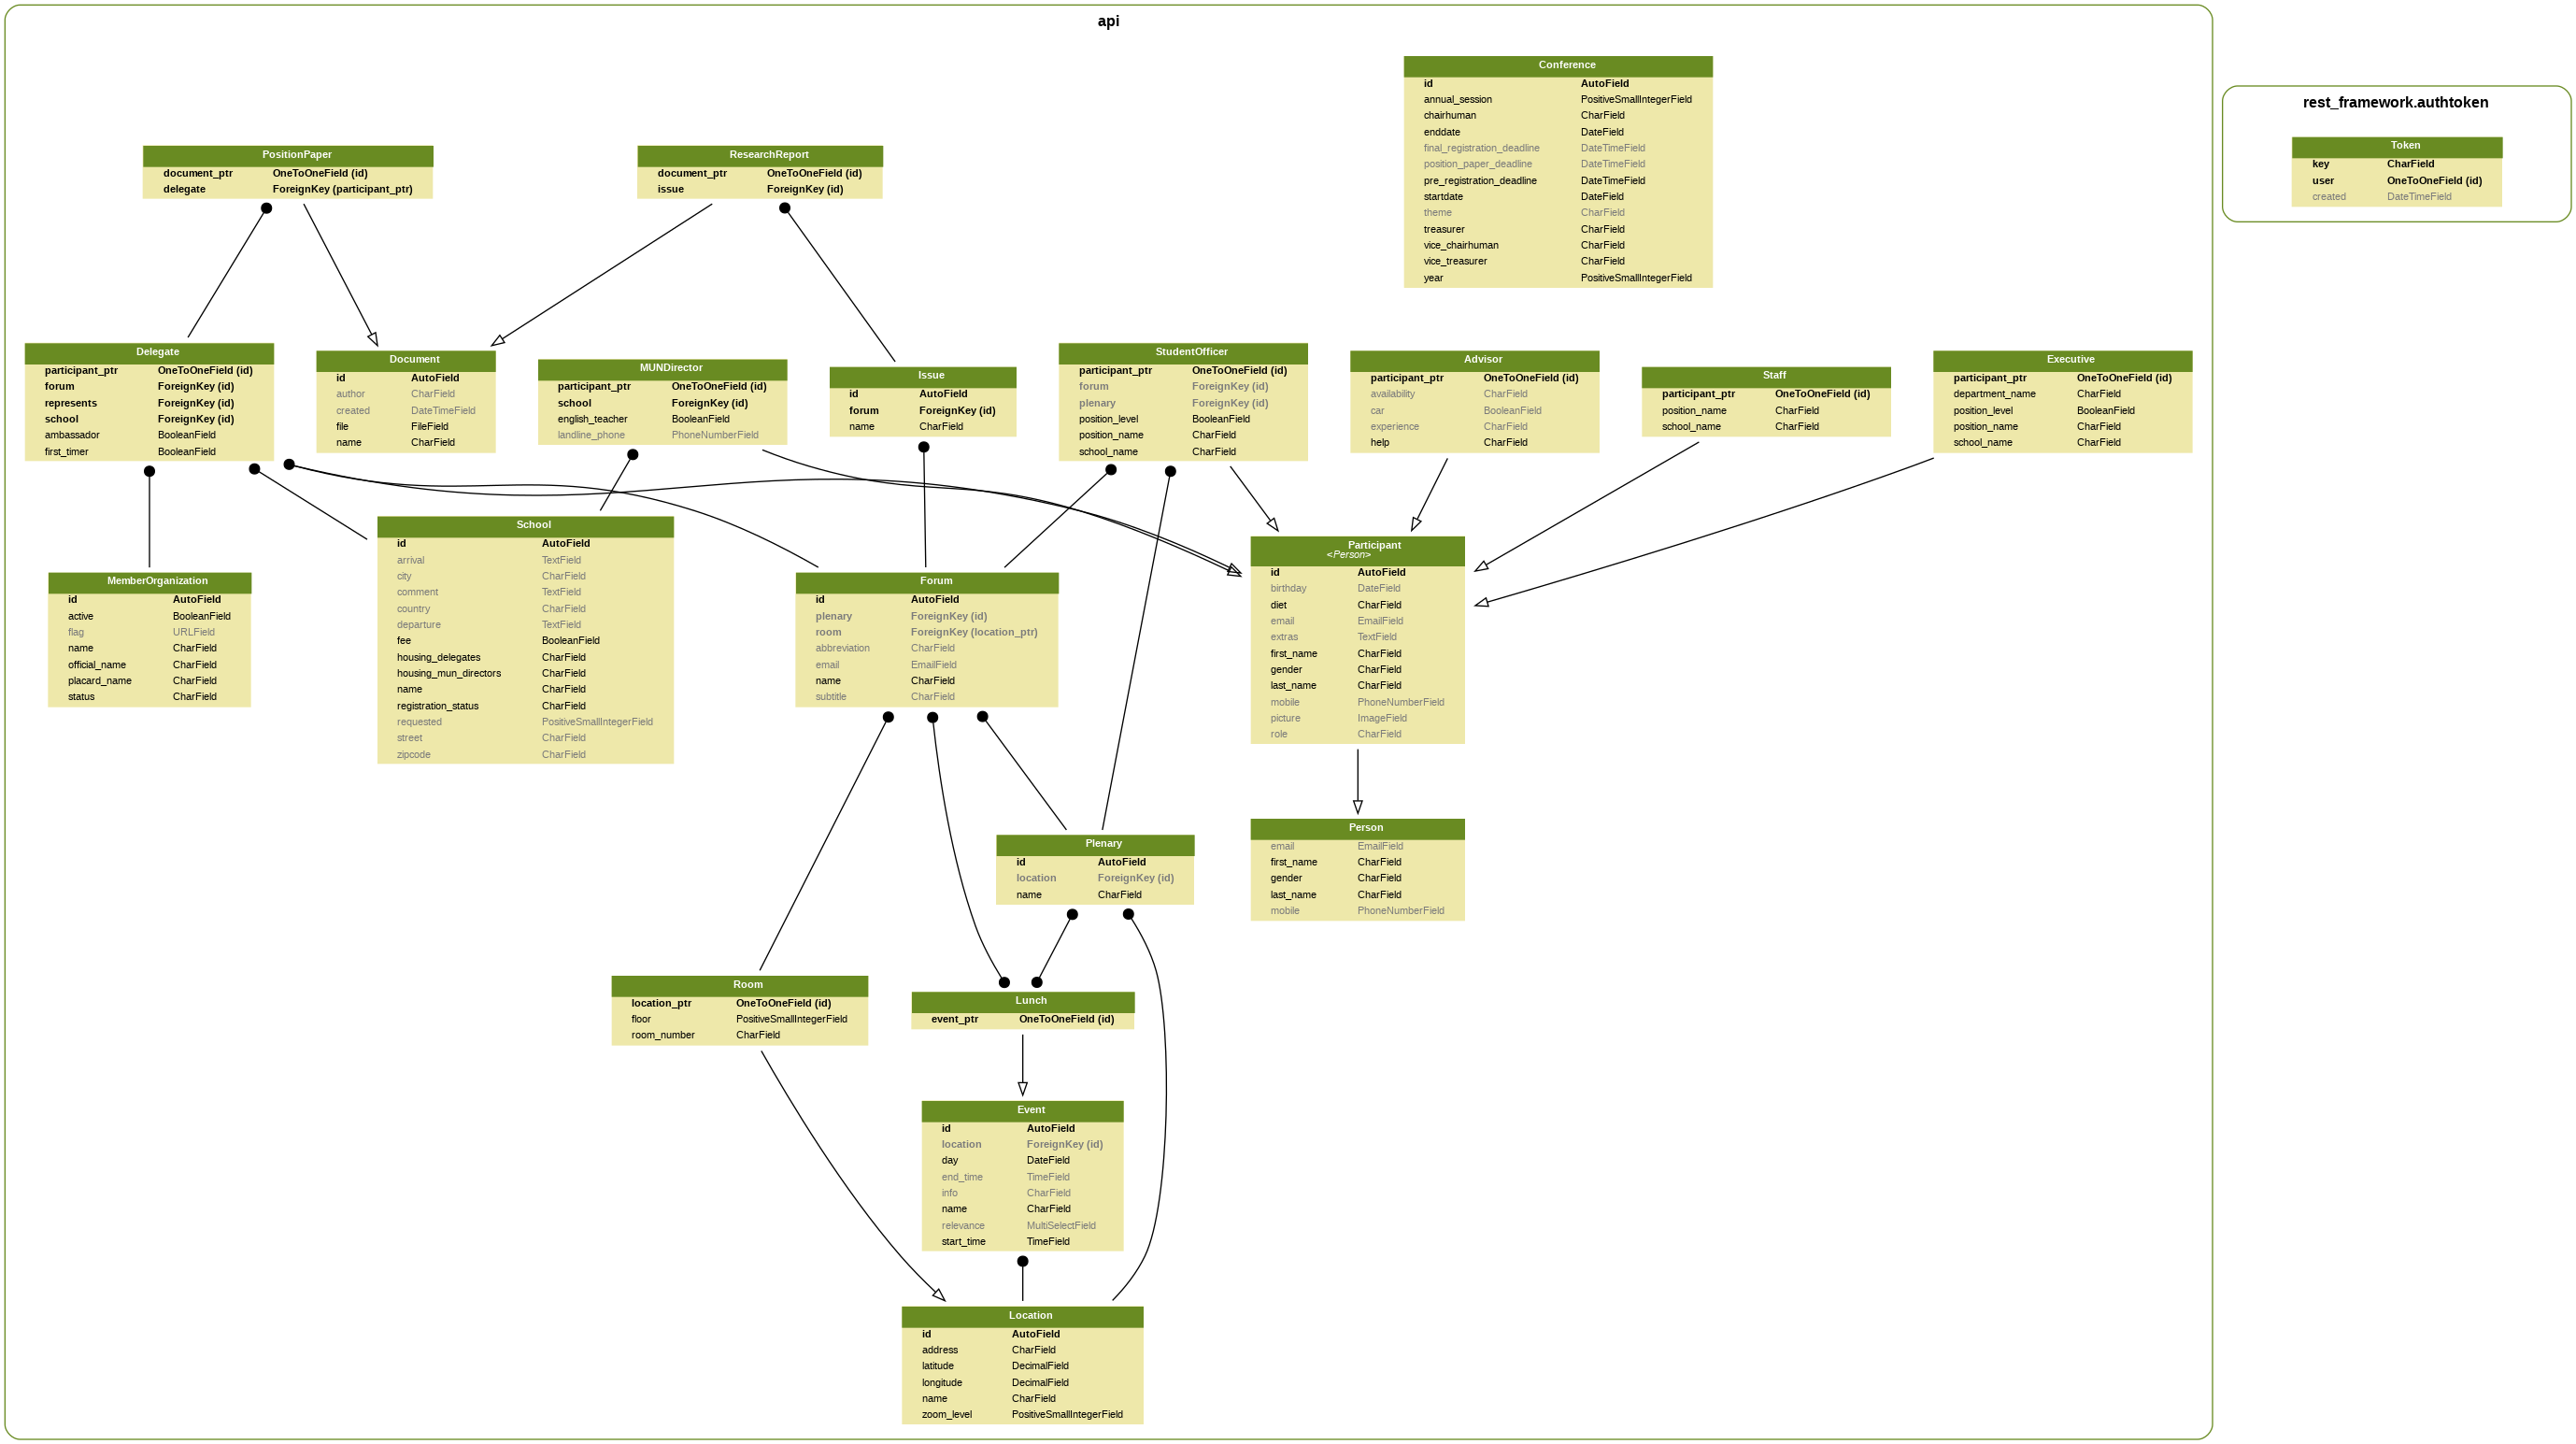 api
Conference
id AutoField
annual_session PositiveSmallIntegerField
chairhuman CharField
enddate DateField
final_registration_deadline DateTimeField
position_paper_deadline DateTimeField
pre_registration_deadline DateTimeField
startdate DateField
theme CharField
treasurer CharField
vice_chairhuman CharField
vice_treasurer CharField
year PositiveSmallIntegerField
rest_framework.authtoken
Token
key CharField
user OneToOneField (id)
created DateTimeField
PositionPaper
document_ptr OneToOneField (id)
delegate ForeignKey (participant_ptr)
ResearchReport
document_ptr OneToOneField (id)
issue ForeignKey (id)
Delegate
participant_ptr OneToOneField (id)
forum ForeignKey (id)
represents ForeignKey (id)
school ForeignKey (id)
ambassador BooleanField
first_timer BooleanField
Document
id AutoField
author CharField
created DateTimeField
file FileField
name CharField
MUNDirector
participant_ptr OneToOneField (id)
school ForeignKey (id)
english_teacher BooleanField
landline_phone PhoneNumberField
Issue
id AutoField
forum ForeignKey (id)
name CharField
StudentOfficer
participant_ptr OneToOneField (id)
forum ForeignKey (id)
plenary ForeignKey (id)
position_level BooleanField
position_name CharField
school_name CharField
Advisor
participant_ptr OneToOneField (id)
availability CharField
car BooleanField
experience CharField
help CharField
Staff
participant_ptr OneToOneField (id)
position_name CharField
school_name CharField
Executive
participant_ptr OneToOneField (id)
department_name CharField
position_level BooleanField
position_name CharField
school_name CharField
MemberOrganization
id AutoField
active BooleanField
flag URLField
name CharField
official_name CharField
placard_name CharField
status CharField
School
id AutoField
arrival TextField
city CharField
comment TextField
country CharField
departure TextField
fee BooleanField
housing_delegates CharField
housing_mun_directors CharField
name CharField
registration_status CharField
requested PositiveSmallIntegerField
street CharField
zipcode CharField
Forum
id AutoField
plenary ForeignKey (id)
room ForeignKey (location_ptr)
abbreviation CharField
email EmailField
name CharField
subtitle CharField
Participant
<Person>
id AutoField
birthday DateField
diet CharField
email EmailField
extras TextField
first_name CharField
gender CharField
last_name CharField
mobile PhoneNumberField
picture ImageField
role CharField
Plenary
id AutoField
location ForeignKey (id)
name CharField
Person
email EmailField
first_name CharField
gender CharField
last_name CharField
mobile PhoneNumberField
Room
location_ptr OneToOneField (id)
floor PositiveSmallIntegerField
room_number CharField
Lunch
event_ptr OneToOneField (id)
Event
id AutoField
location ForeignKey (id)
day DateField
end_time TimeField
info CharField
name CharField
relevance MultiSelectField
start_time TimeField
Location
id AutoField
address CharField
latitude DecimalField
longitude DecimalField
name CharField
zoom_level PositiveSmallIntegerField